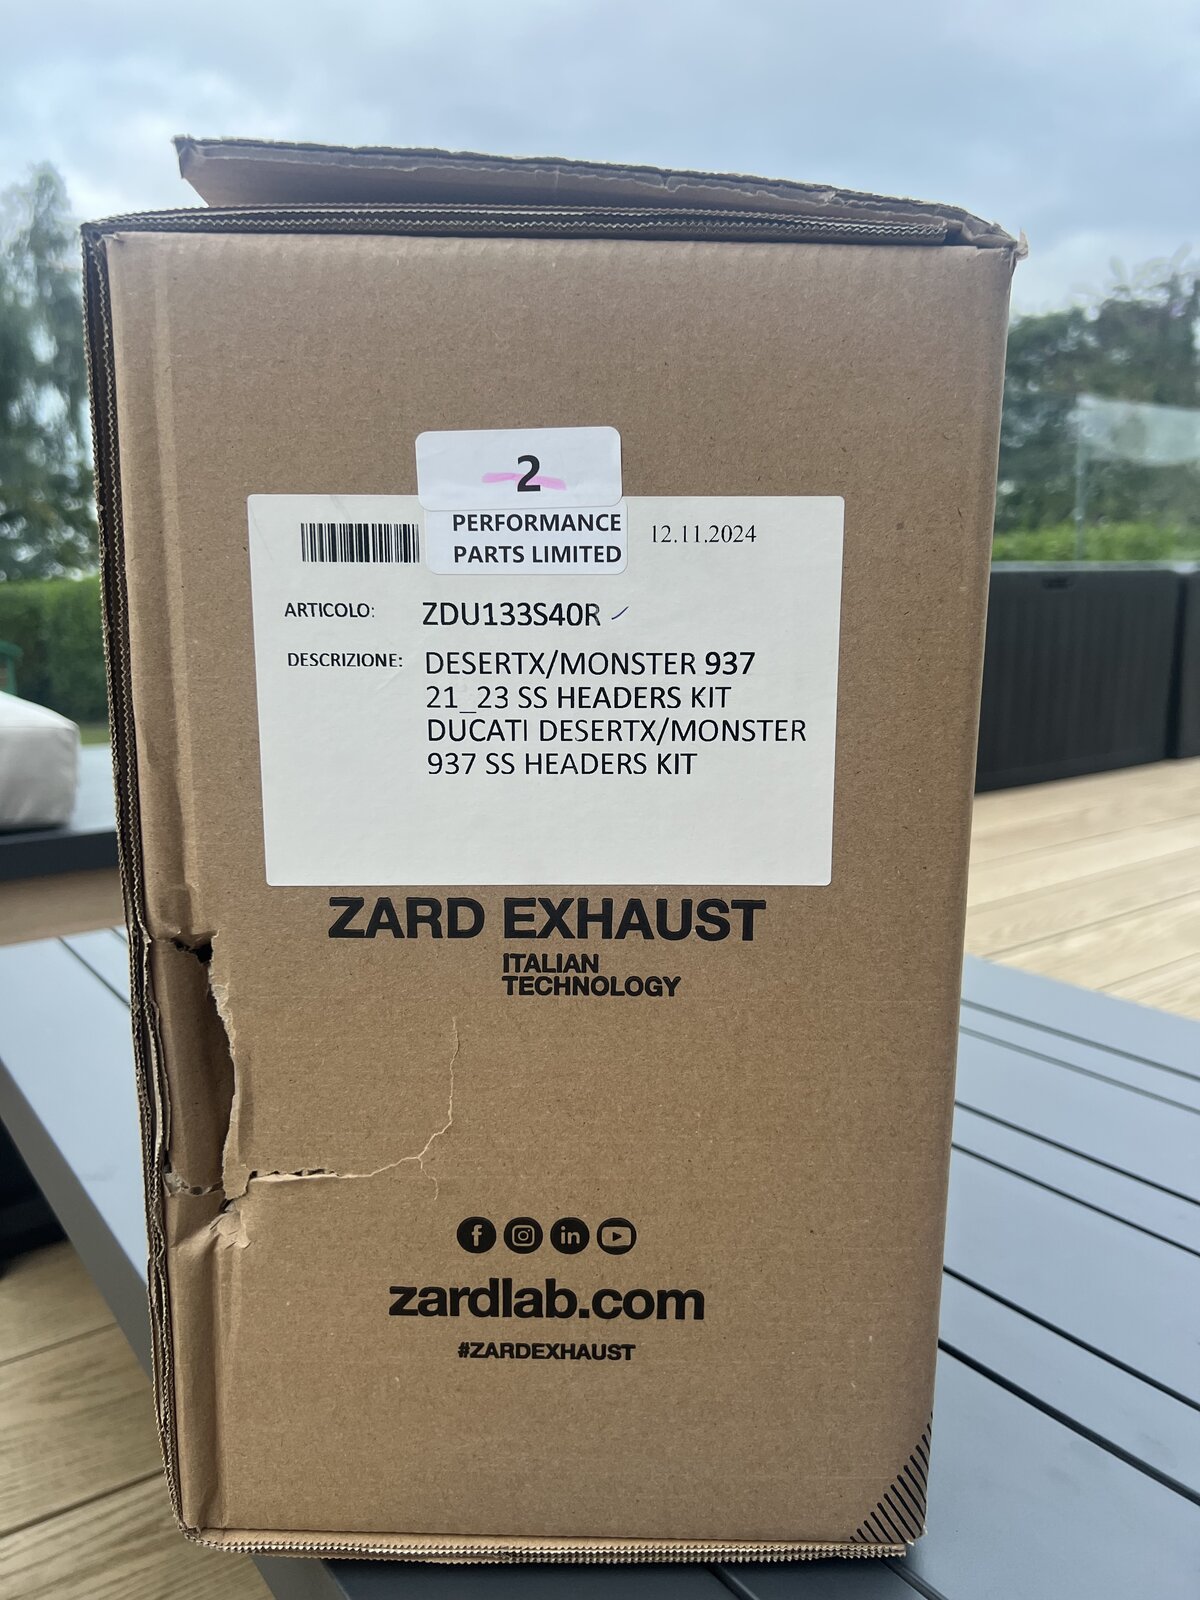 2
PERFORMANCE
PARTS LIMITED
12.11.2024
ARTICOLO: ZDU133S40R
DESCRIZIONE: DESERTX/MONSTER 937
21_23 SS HEADERS KIT
DUCATI DESERTX/MONSTER
937 SS HEADERS KIT
ZARD EXHAUST
ITALIAN
TECHNOLOGY
f in
zardlab.com
#ZARDEXHAUST